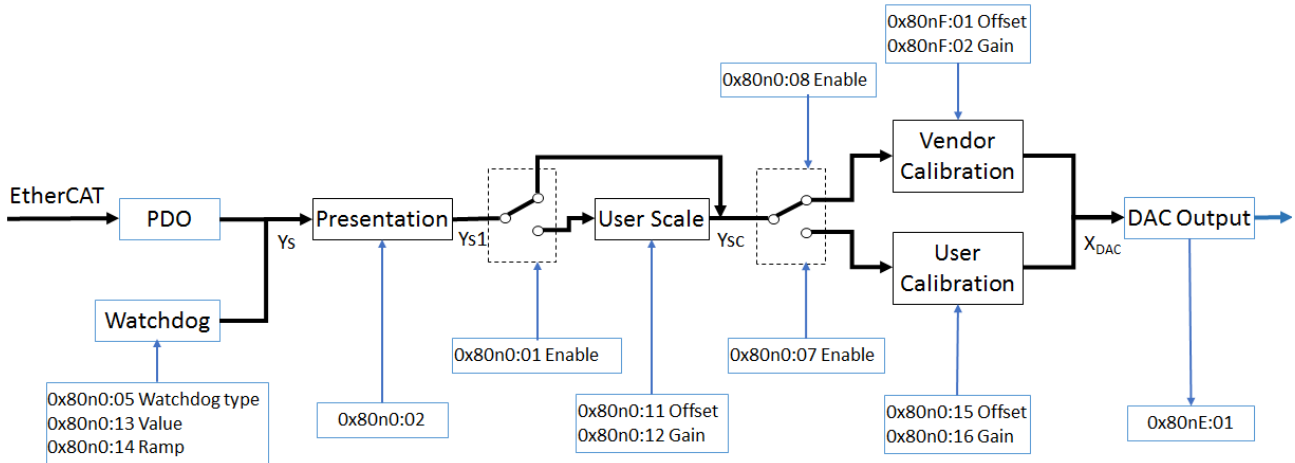 0x80nF:01 Offset
0x80nF:02 Gain
0x80n0:08 Enable
Vendor
Calibration
EtherCAT
PDO
Ys
Presentation
Ys1
User Scale
Ysc
X_DAC
DAC Output
User
Calibration
Watchdog
0x80n0:01 Enable
0x80n0:07 Enable
0x80n0:05 Watchdog type
0x80n0:13 Value
0x80n0:14 Ramp
0x80n0:02
0x80n0:11 Offset
0x80n0:12 Gain
0x80n0:15 Offset
0x80n0:16 Gain
0x80nE:01